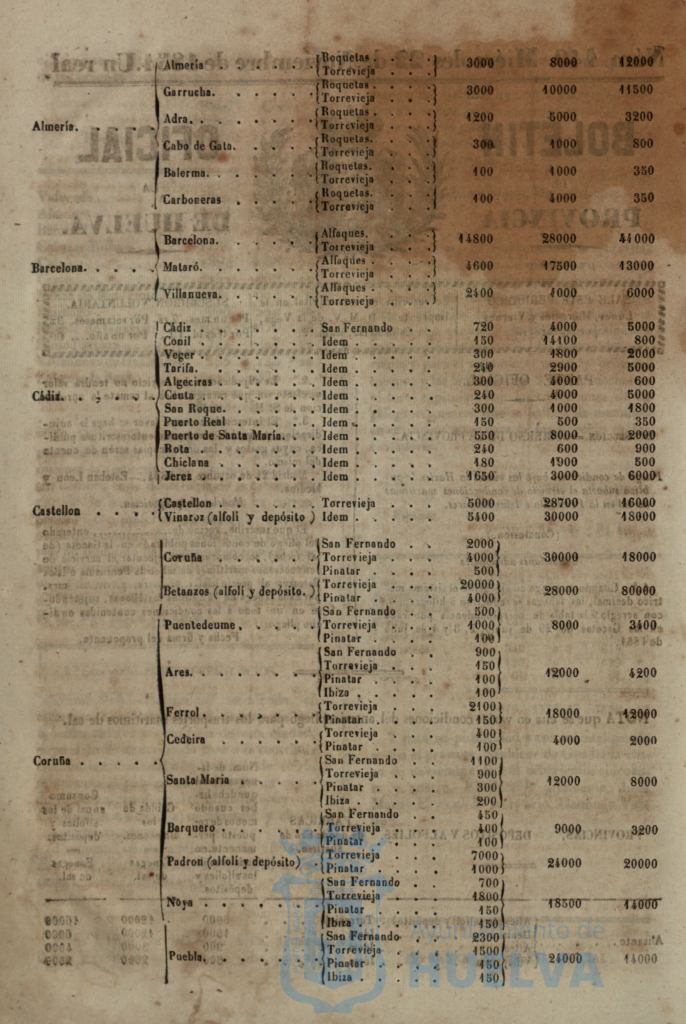 Almería. Almería {Roquetas Torrevieja} 3000 8000 12000
Garrucha. {Roquetas Torrevieja} 3000 10000 11500
Adra. {Roquetas Torrevieja} 1200 5000 3200
Cabo de Gata. {Roquetas. Torrevieja} 300 1000 800
Balerma. {Roquetas. Torrevieja} 100 1000 350
Carboneras {Roquetas. Torrevieja} 100 4000 350
Barcelona. Barcelona. {Alfaques. Torrevieja} 14800 28000 44000
Mataró. {Alfaques Torrevieja} 4600 17500 13000
Villanueva. {Alfaques Torrevieja} 2400 4000 6000
Cádiz. Cádiz San Fernando 720 4000 5000
Conil Idem 150 14100 800
Veger Idem 300 1800 2000
Tarifa. Idem 240 2900 5000
Algeciras Idem 300 4000 600
Ceuta Idem 240 4000 5000
San Roque. Idem 300 1000 1800
Puerto Real Idem 150 500 350
Puerto de Santa María. Idem 550 8000 2000
Rota Idem 240 600 900
Chiclana Idem 180 1900 500
Jerez Idem 1650 3000 6000
Castellon {Castellon Torrevieja 5000 28700 16000
Vinaroz (alfolí y depósito) Idem 5400 30000 18000
Coruña Coruña {San Fernando 2000
Torrevieja 4000 30000 18000
Pinatar 500}
Betanzos (alfolí y depósito.) {Torrevieja 20000
Pinatar 4000} 28000 80000
Puentedeume {San Fernando 500
Torrevieja 1000 8000 3400
Pinatar 100}
Ares. {San Fernando 900
Torrevieja 150
Pinatar 100 12000 4200
Ibiza 100}
Ferrol {Torrevieja 2100
Pinatar 150} 18000 12000
Cedeira {Torrevieja 400
Pinatar 100} 4000 2000
Santa Maria {San Fernando 1100
Torrevieja 900
Pinatar 300 12000 8000
Ibiza 200}
Barquero {San Fernando 450
Torrevieja 400 9000 3200
Pinatar 100}
Padron (alfolí y depósito) {Torrevieja 7000
Pinatar 1000} 24000 20000
Noya {San Fernando 700
Torrevieja 1800
Pinatar 150 18500 14000
Ibiza 150}
Puebla. {San Fernando 2300
Torrevieja 1500
Pinatar 150 24000 14000
Ibiza 150}
Ayuntamiento de
HUELVA